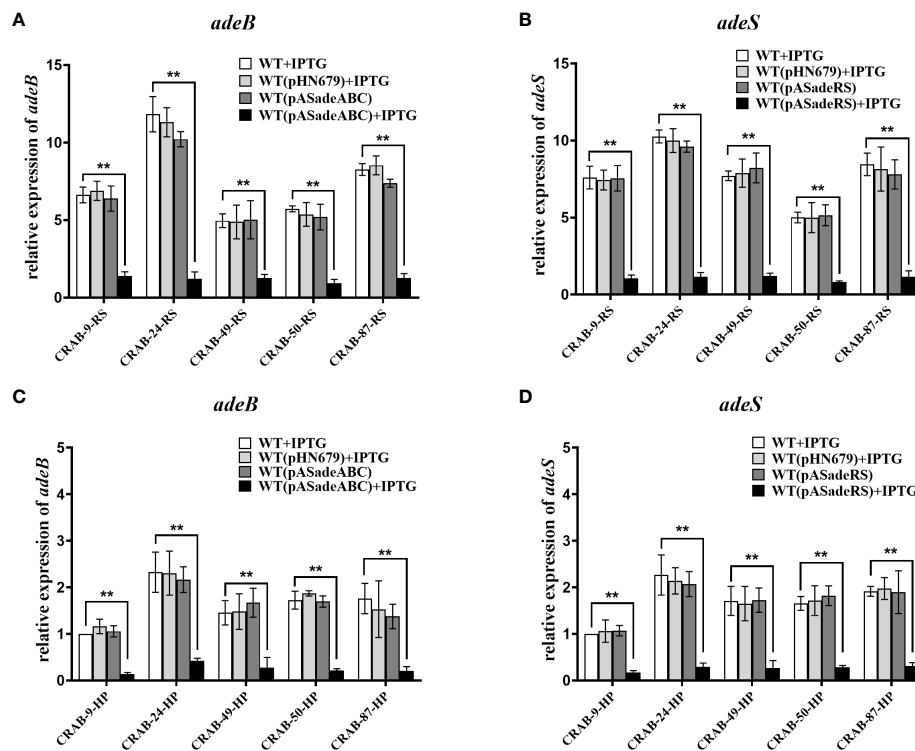 A
adeB
WT+IPTG
WT(pHN679)+IPTG
WT(pASadeABC)
WT(pASadeABC)+IPTG
relative expression of adeB
15
10
5
0
**
**
**
**
**
CRAB-9-RS
CRAB-24-RS
CRAB-49-RS
CRAB-50-RS
CRAB-87-RS
B
adeS
WT+IPTG
WT(pHN679)+IPTG
WT(pASadeRS)
WT(pASadeRS)+IPTG
relative expression of adeS
15
10
5
0
**
**
**
**
**
CRAB-9-RS
CRAB-24-RS
CRAB-49-RS
CRAB-50-RS
CRAB-87-RS
C
adeB
WT+IPTG
WT(pHN679)+IPTG
WT(pASadeABC)
WT(pASadeABC)+IPTG
relative expression of adeB
5
4
3
2
1
0
**
**
**
**
**
CRAB-9-HP
CRAB-24-HP
CRAB-49-HP
CRAB-50-HP
CRAB-87-HP
D
adeS
WT+IPTG
WT(pHN679)+IPTG
WT(pASadeRS)
WT(pASadeRS)+IPTG
relative expression of adeS
5
4
3
2
1
0
**
**
**
**
**
CRAB-9-HP
CRAB-24-HP
CRAB-49-HP
CRAB-50-HP
CRAB-87-HP